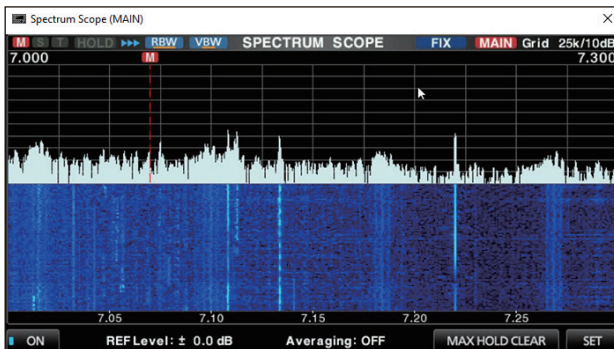 Spectrum Scope (MAIN)
M S T HOLD RBW VBW SPECTRUM SCOPE FIX MAIN Grid 25k/10dB
7.000 M 7.300
7.05 7.10 7.15 7.20 7.25
ON REF Level: ± 0.0 dB Averaging: OFF MAX HOLD CLEAR SET